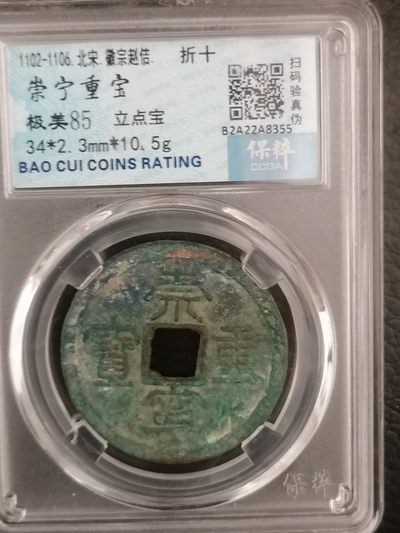 1102-1106.北宋.徽宗赵佶. 折十
崇宁重宝
极美85 立点宝
34*2.3mm*10.5g
BAO CUI COINS RATING
扫码验真伪
B2A22A8355
保粹
CCGA
崇寧重寶
保粹